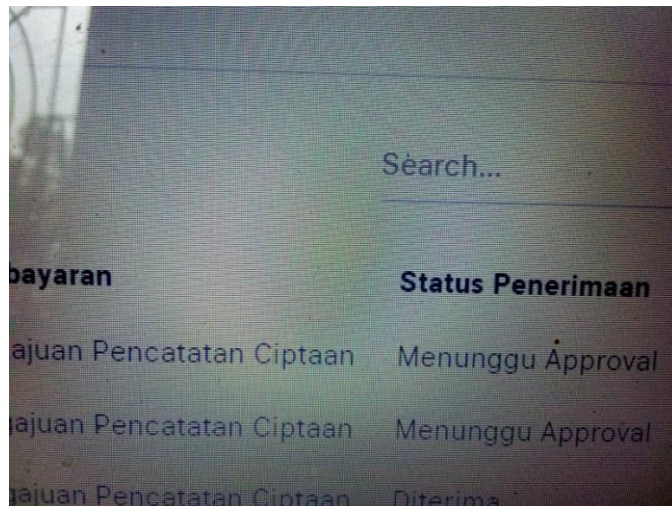 Search...
bayaran Status Penerimaan
ajuan Pencatatan Ciptaan Menunggu Approval
ajuan Pencatatan Ciptaan Menunggu Approval
ajuan Pencatatan Ciptaan Diterima